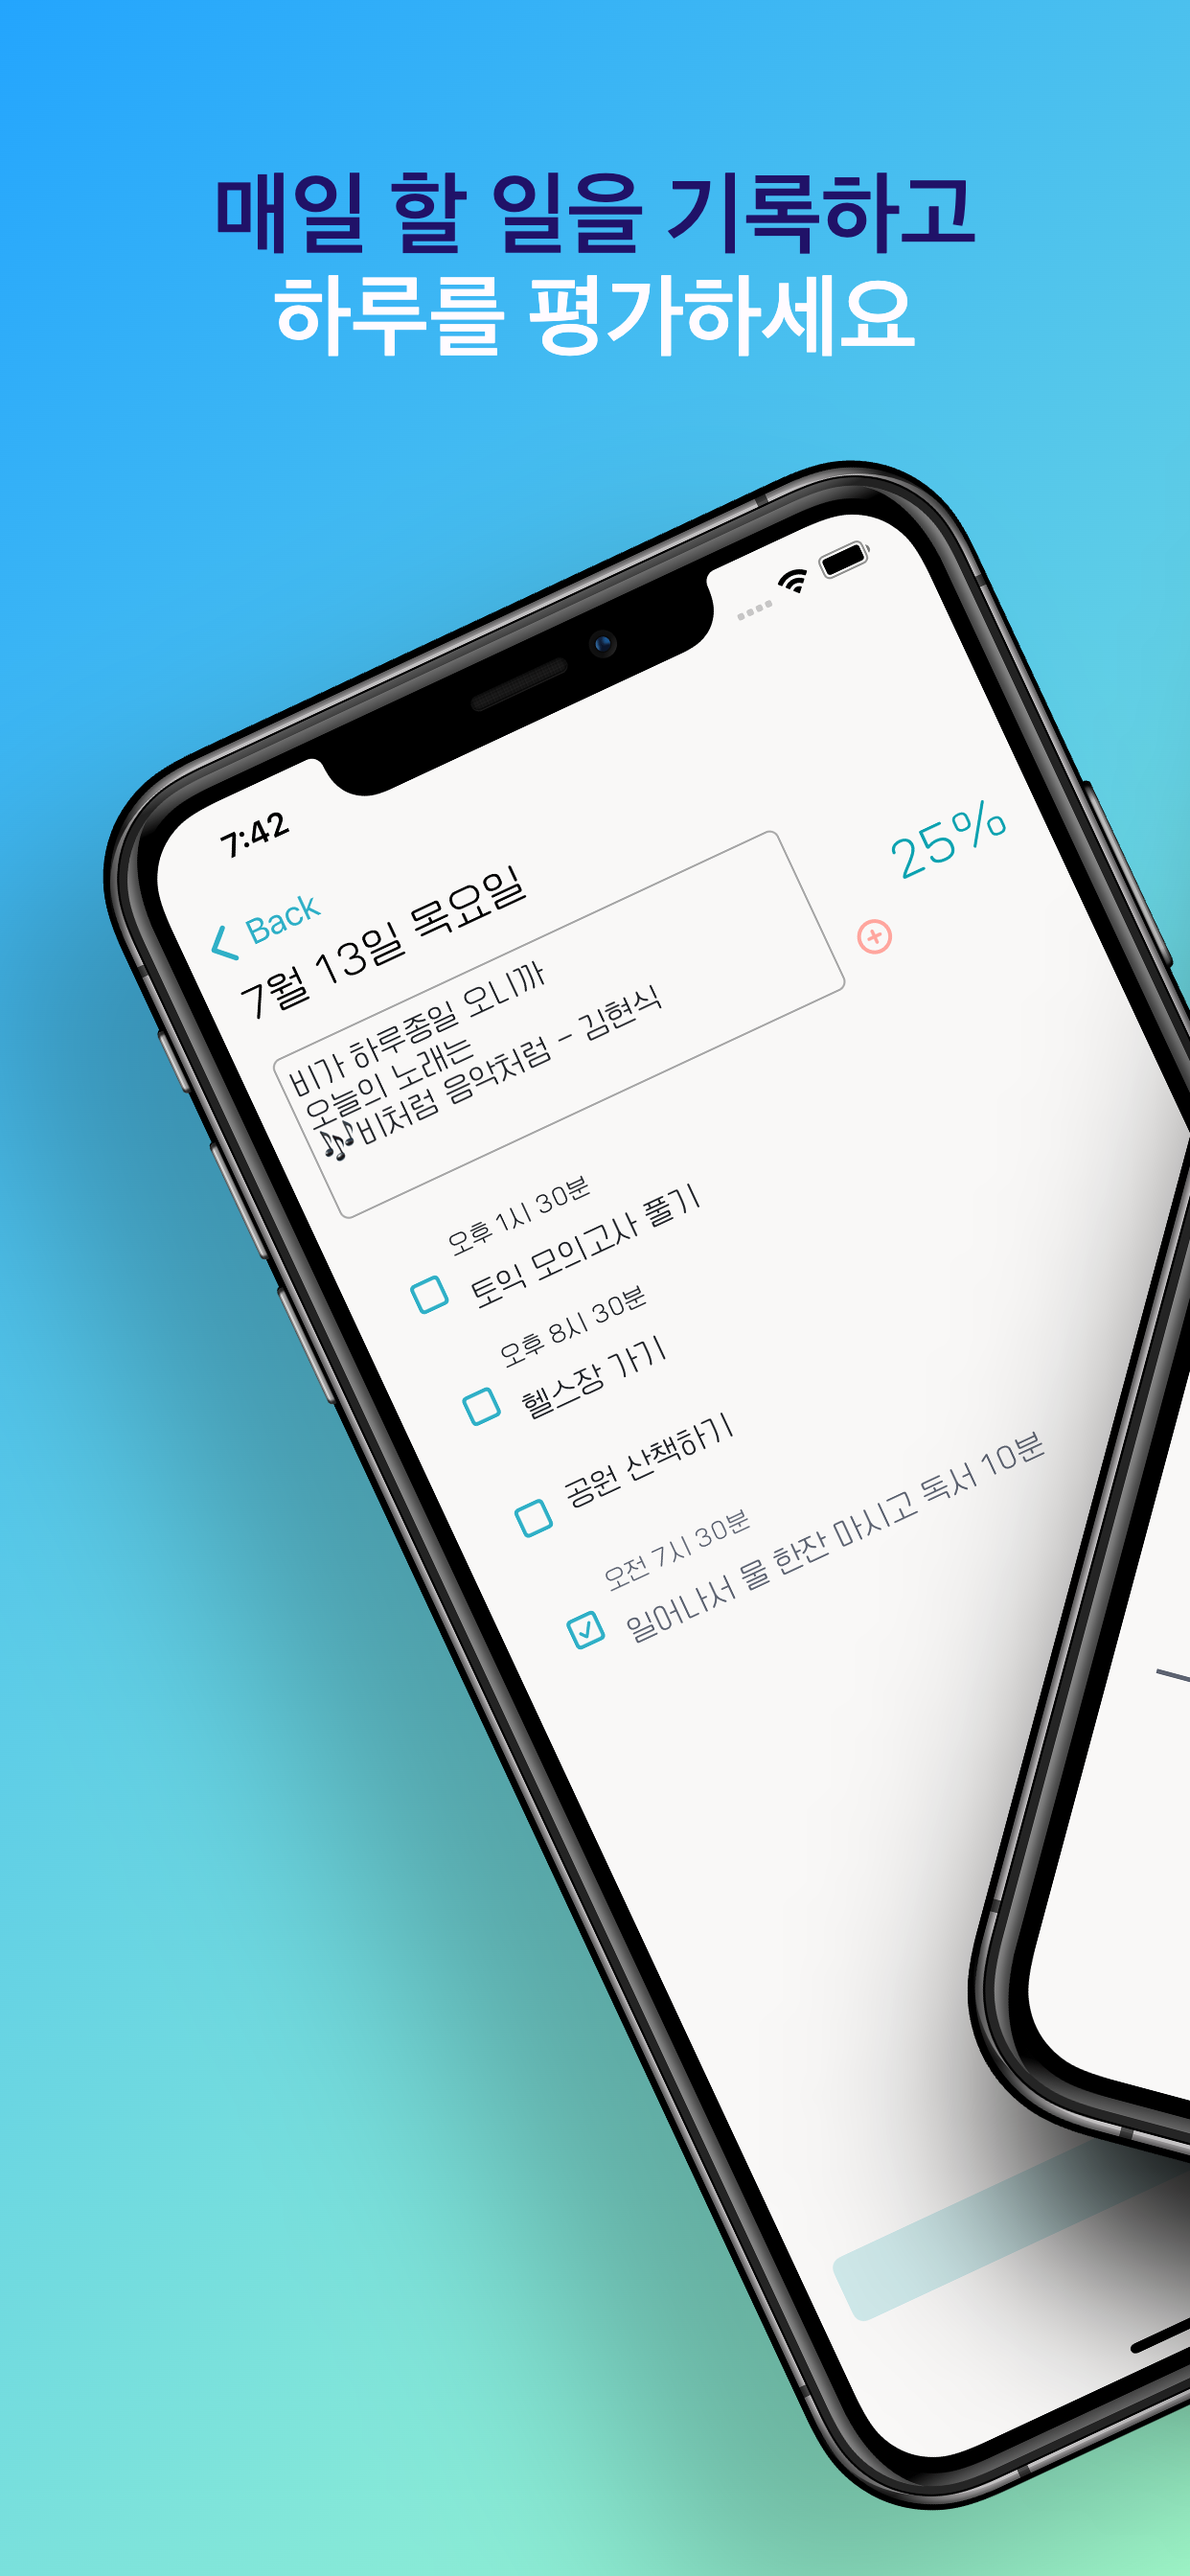 매일 할 일을 기록하고
하루를 평가하세요
7:42
Back
7월 13일 목요일
25%
비가 하루종일 오니까
오늘의 노래는
🎶비처럼 음악처럼 - 김현식
오후 1시 30분
토익 모의고사 풀기
오후 8시 30분
헬스장 가기
공원 산책하기
오전 7시 30분
일어나서 물 한잔 마시고 독서 10분